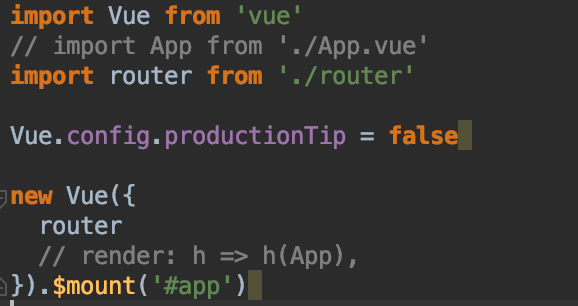 import Vue from 'vue'
// import App from './App.vue'
import router from './router'
Vue.config.productionTip = false
new Vue({
router
// render: h => h(App),
}).$mount('#app')